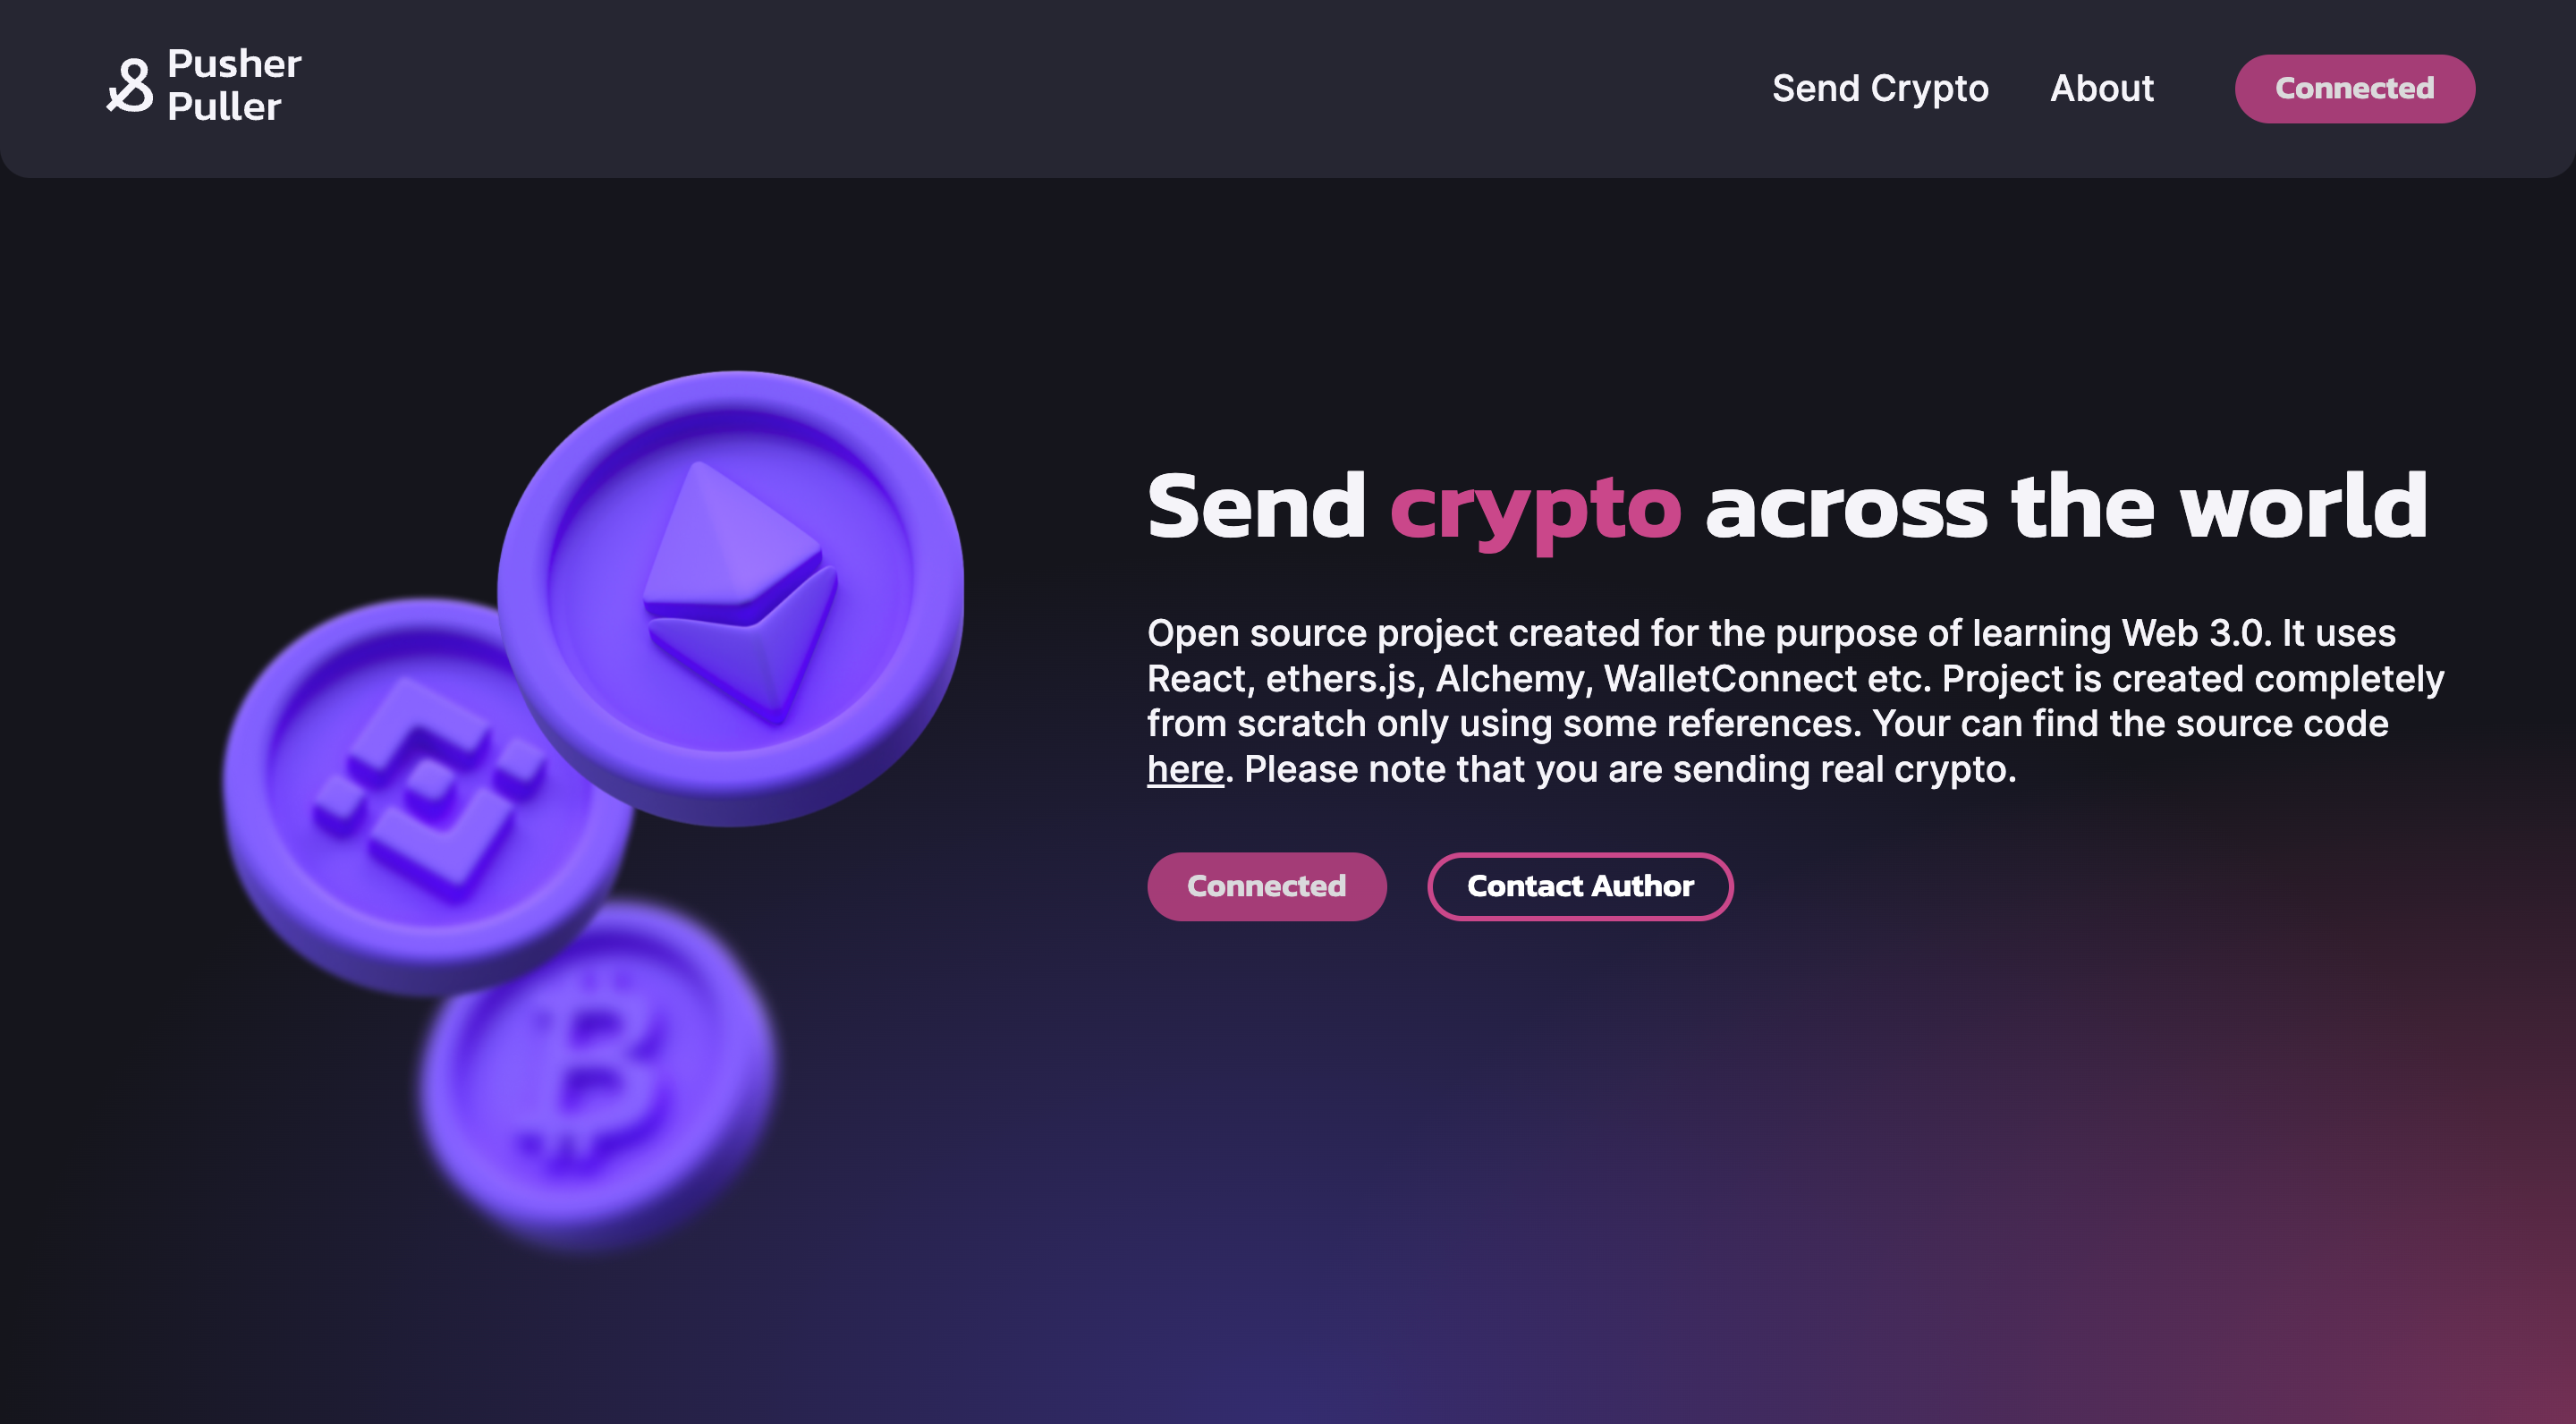 & Pusher
Puller
Send Crypto
About
Connected
Send crypto across the world
Open source project created for the purpose of learning Web 3.0. It uses
React, ethers.js, Alchemy, WalletConnect etc. Project is created completely
from scratch only using some references. Your can find the source code
here. Please note that you are sending real crypto.
Connected
Contact Author